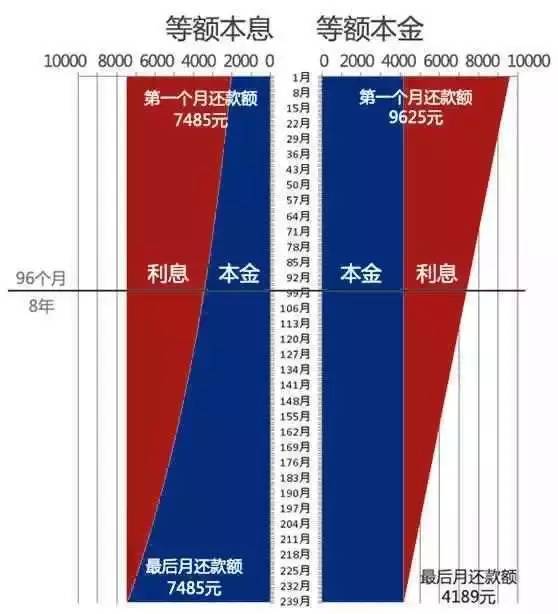 等额本息 等额本金
10000 8000 6000 4000 2000 0
0 2000 4000 6000 8000 10000
第一个月还款额
7485元
第一个月还款额
9625元
1月
8月
15月
22月
29月
36月
43月
50月
57月
64月
71月
78月
85月
92月
99月
106月
113月
120月
127月
134月
141月
148月
155月
162月
169月
176月
183月
190月
197月
204月
211月
218月
225月
232月
239月
利息 本金
本金 利息
96个月
8年
最后月还款额
7485元
最后月还款额
4189元